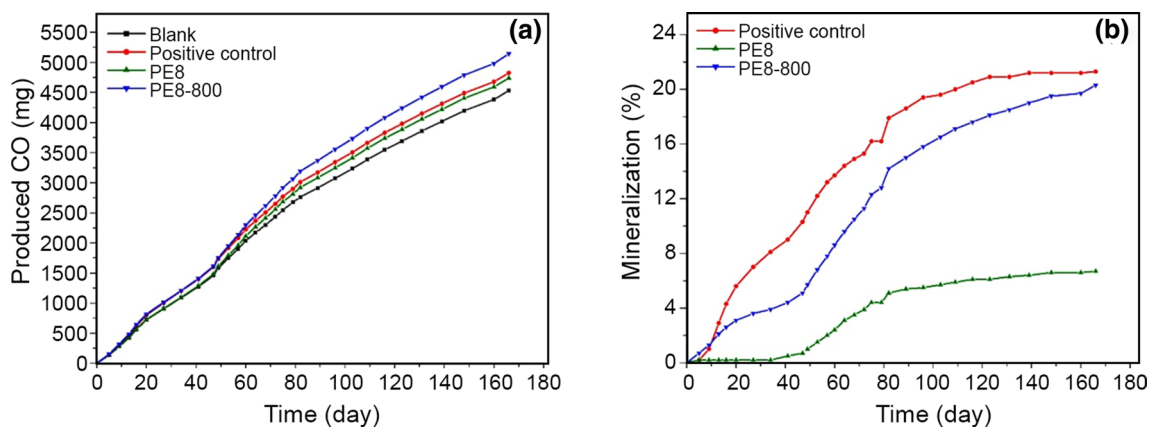 (a)
Blank
Positive control
PE8
PE8-800
Produced CO (mg)
5500
5000
4500
4000
3500
3000
2500
2000
1500
1000
500
0
0 20 40 60 80 100 120 140 160 180
Time (day)
(b)
Positive control
PE8
PE8-800
Mineralization (%)
24
20
16
12
8
4
0
0 20 40 60 80 100 120 140 160 180
Time (day)